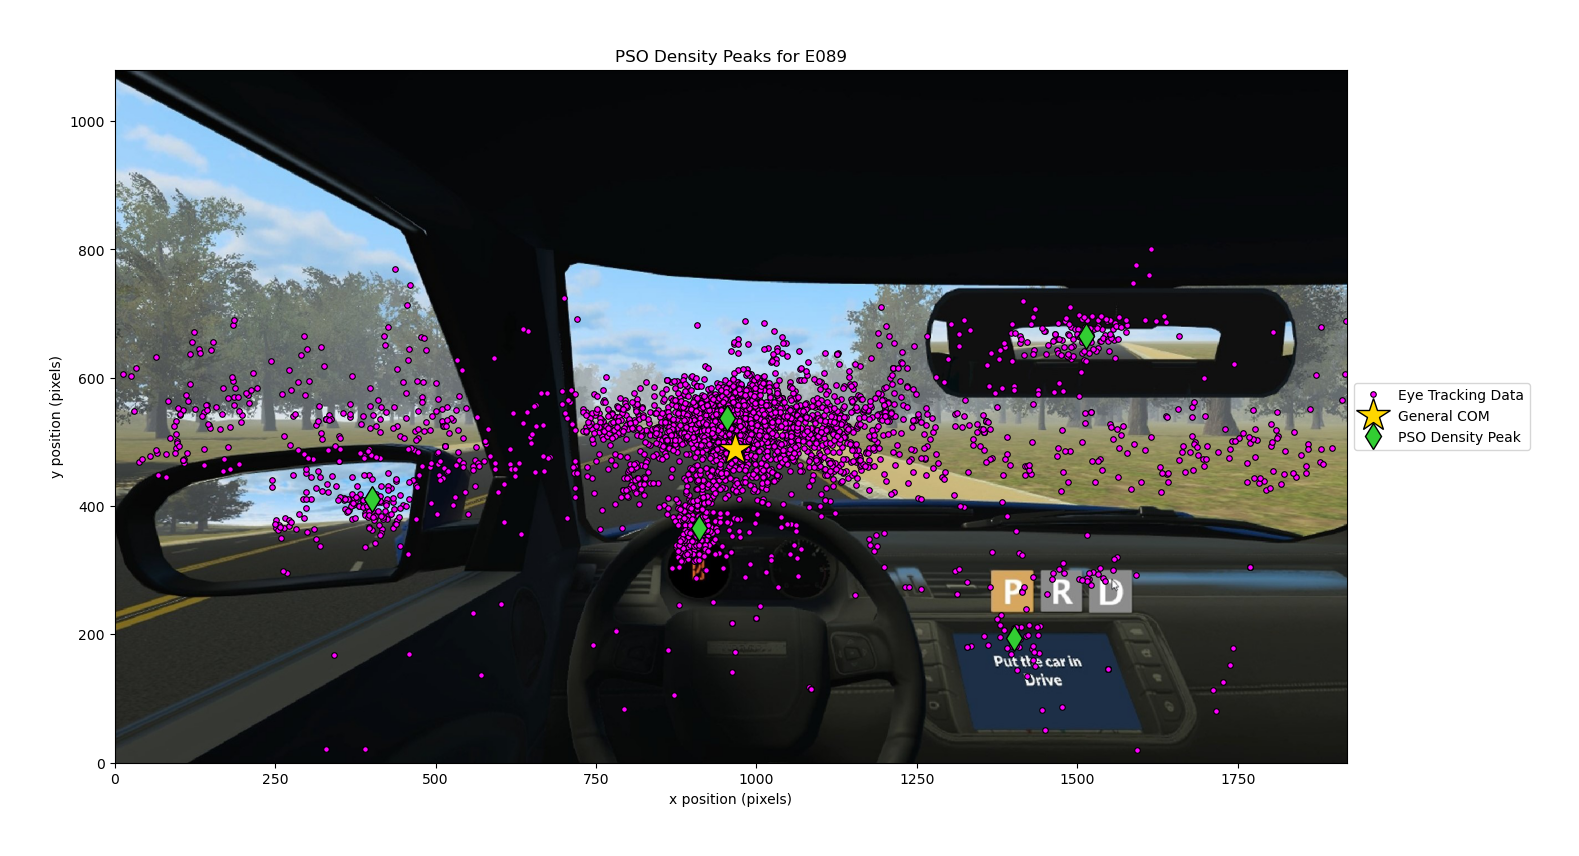 PSO Density Peaks for E089
1000
800
600
400
200
0
y position (pixels)
0 250 500 750 1000 1250 1500 1750
x position (pixels)
Eye Tracking Data
General COM
PSO Density Peak
P R D
Put the car in
Drive